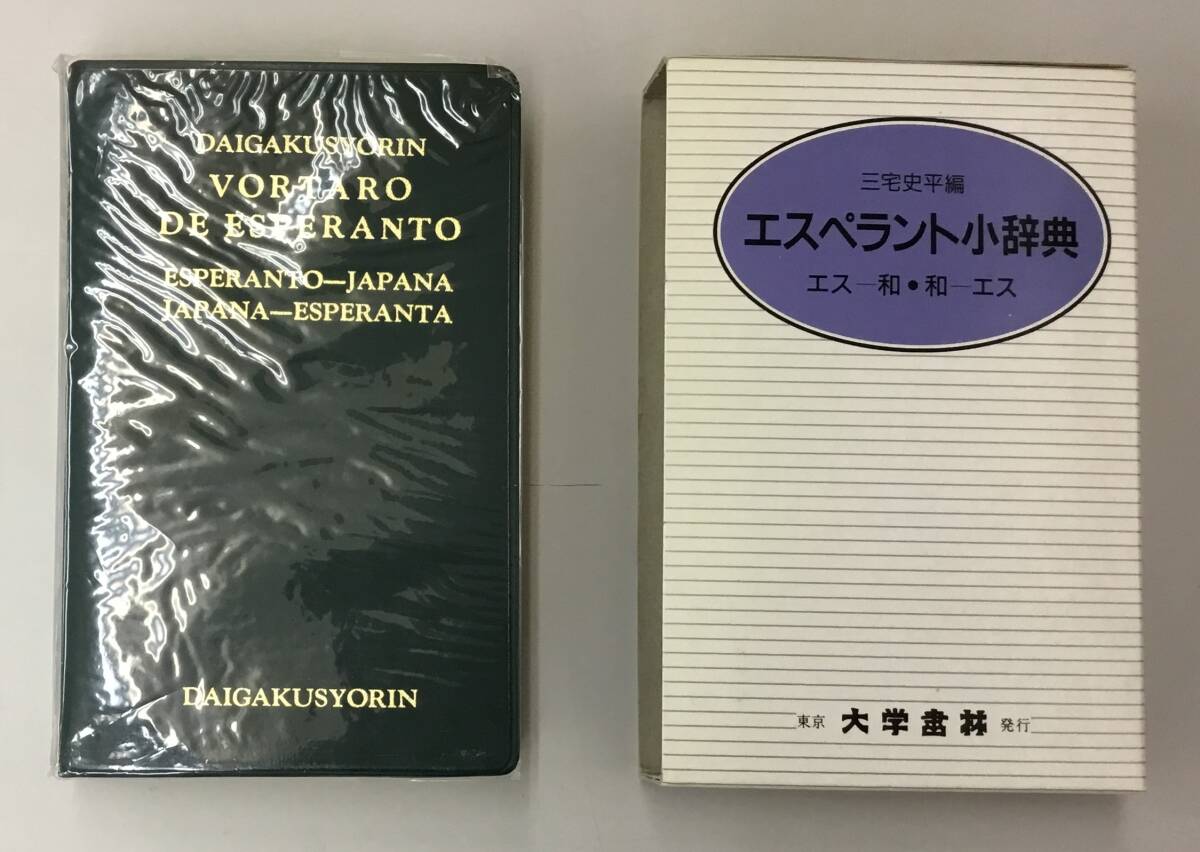 DAIGAKUSYORIN
VORTARO
DE ESPERANTO
ESPERANTO—JAPANA
JAPANA—ESPERANTA
DAIGAKUSYORIN
三宅史平編
エスペラント小辞典
エス—和•和—エス
東京 大学書林 発行